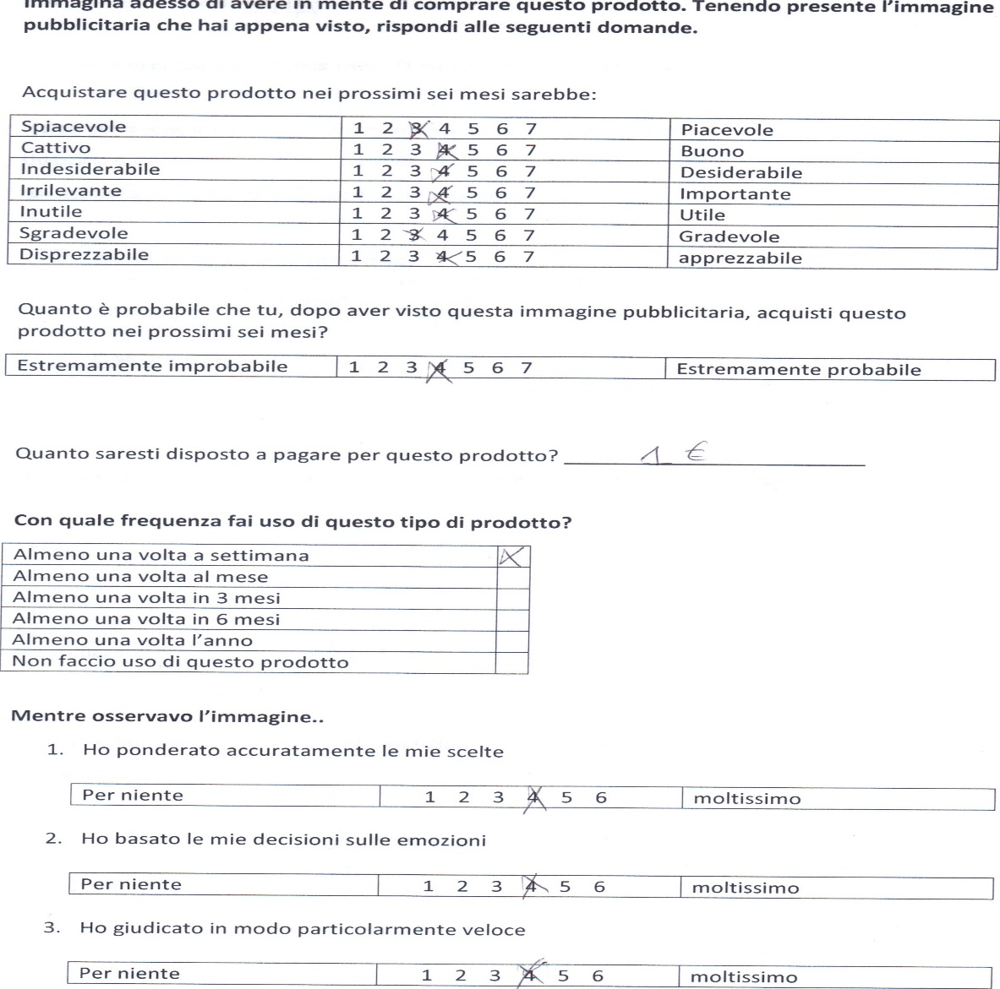 Immagina adesso di avere in mente di comprare questo prodotto. Tenendo presente l'immagine
pubblicitaria che hai appena visto, rispondi alle seguenti domande.
Acquistare questo prodotto nei prossimi sei mesi sarebbe:
Spiacevole 1 2 3 4 5 6 7 Piacevole
Cattivo 1 2 3 4 5 6 7 Buono
Indesiderabile 1 2 3 4 5 6 7 Desiderabile
Irrilevante 1 2 3 4 5 6 7 Importante
Inutile 1 2 3 4 5 6 7 Utile
Sgradevole 1 2 3 4 5 6 7 Gradevole
Disprezzabile 1 2 3 4 5 6 7 apprezzabile
Quanto è probabile che tu, dopo aver visto questa immagine pubblicitaria, acquisti questo
prodotto nei prossimi sei mesi?
Estremamente improbabile 1 2 3 4 5 6 7 Estremamente probabile
Quanto saresti disposto a pagare per questo prodotto? 1 €
Con quale frequenza fai uso di questo tipo di prodotto?
Almeno una volta a settimana X
Almeno una volta al mese
Almeno una volta in 3 mesi
Almeno una volta in 6 mesi
Almeno una volta l'anno
Non faccio uso di questo prodotto
Mentre osservavo l'immagine..
1. Ho ponderato accuratamente le mie scelte
Per niente 1 2 3 4 5 6 moltissimo
2. Ho basato le mie decisioni sulle emozioni
Per niente 1 2 3 4 5 6 moltissimo
3. Ho giudicato in modo particolarmente veloce
Per niente 1 2 3 4 5 6 moltissimo